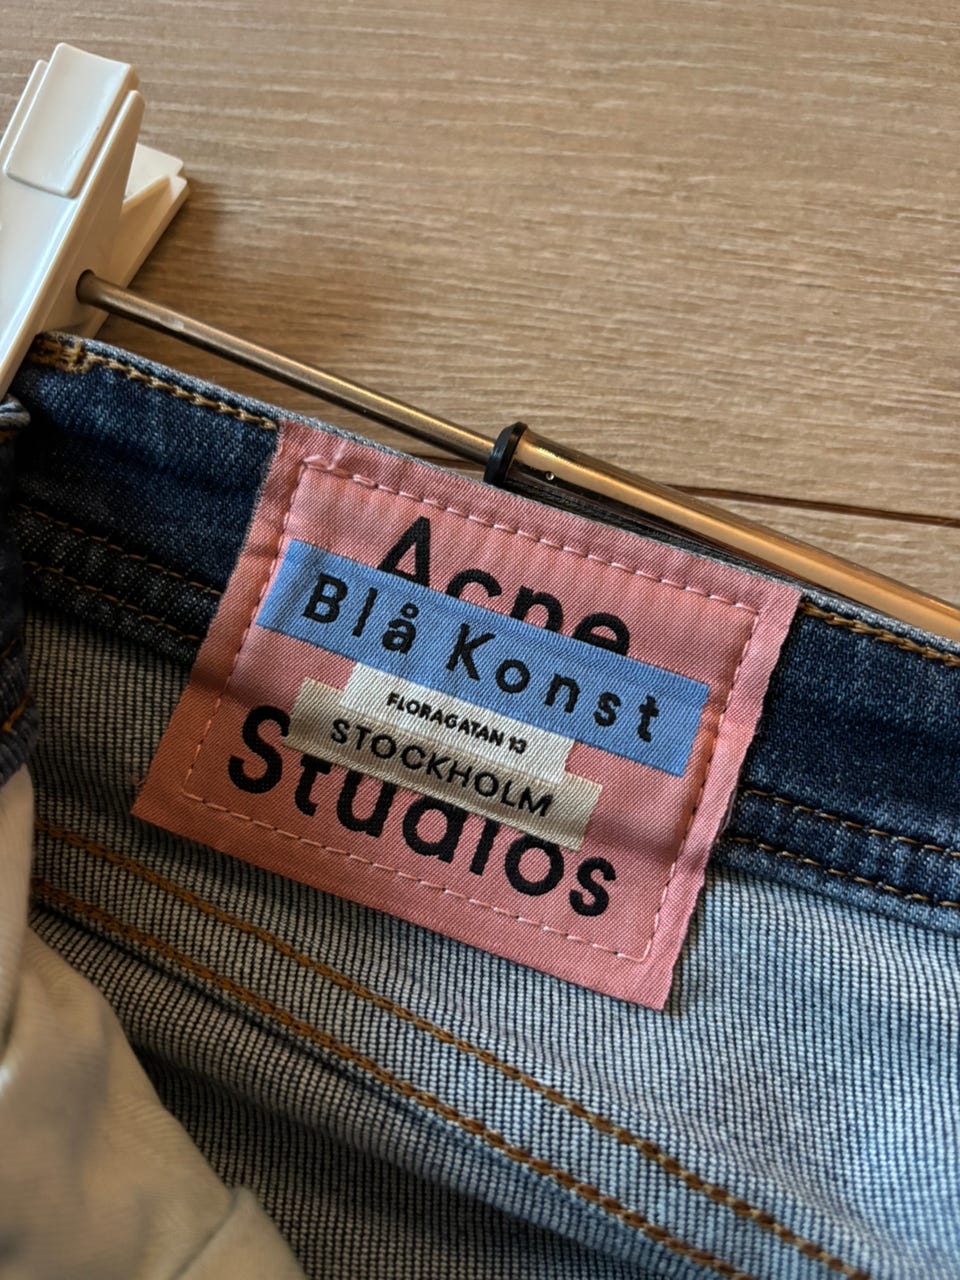 Acne
Blå Konst
FLORAGATAN 13
STOCKHOLM
Studios